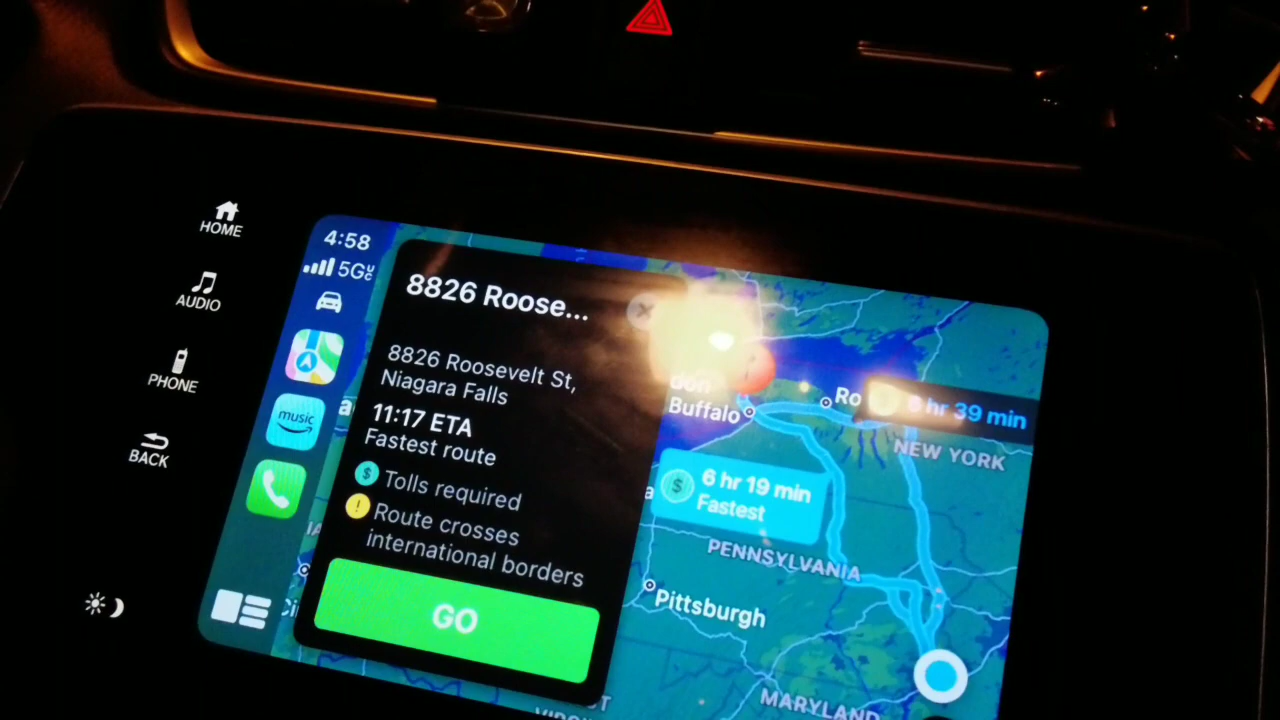 HOME
AUDIO
PHONE
BACK
4:58
5G
music
8826 Roose...
8826 Roosevelt St,
Niagara Falls
11:17 ETA
Fastest route
$ Tolls required
! Route crosses
international borders
GO
don
Buffalo
Ro
hr 39 min
NEW YORK
$ 6 hr 19 min
Fastest
PENNSYLVANIA
Pittsburgh
MARYLAND